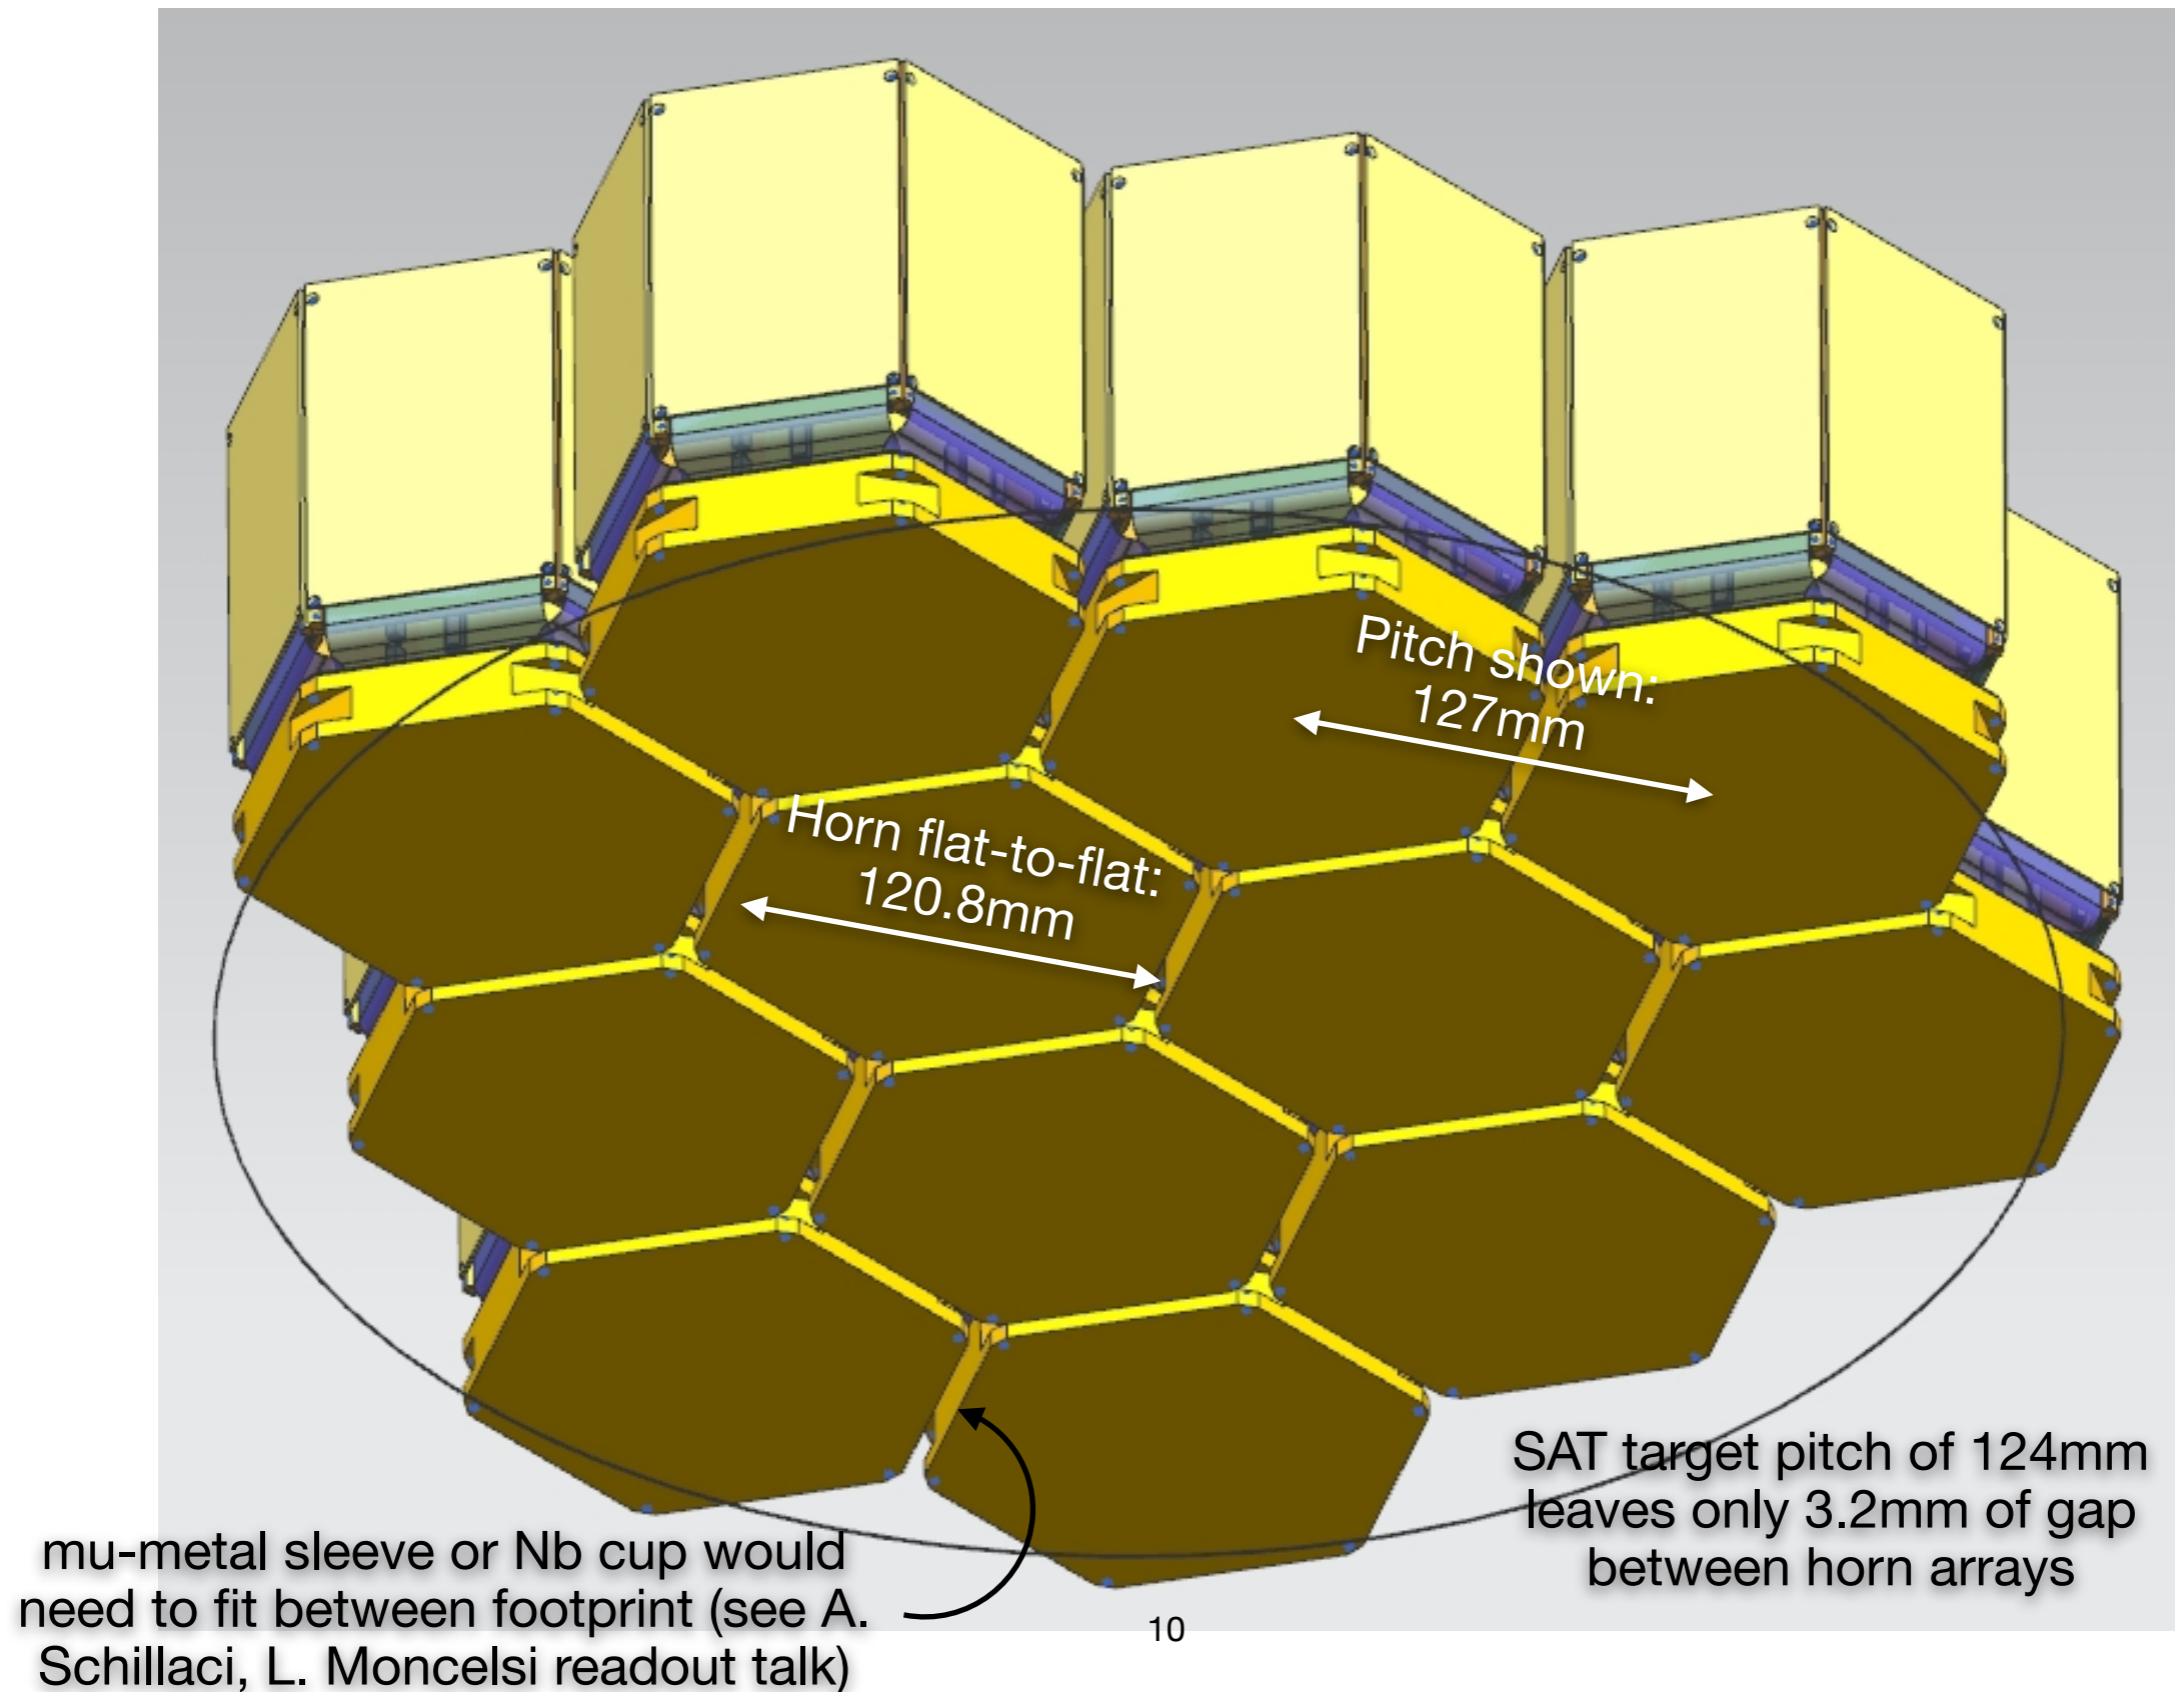 Pitch shown:
127mm
Horn flat-to-flat:
120.8mm
SAT target pitch of 124mm
leaves only 3.2mm of gap
between horn arrays
mu-metal sleeve or Nb cup would
need to fit between footprint (see A.
Schillaci, L. Moncelsi readout talk)
10